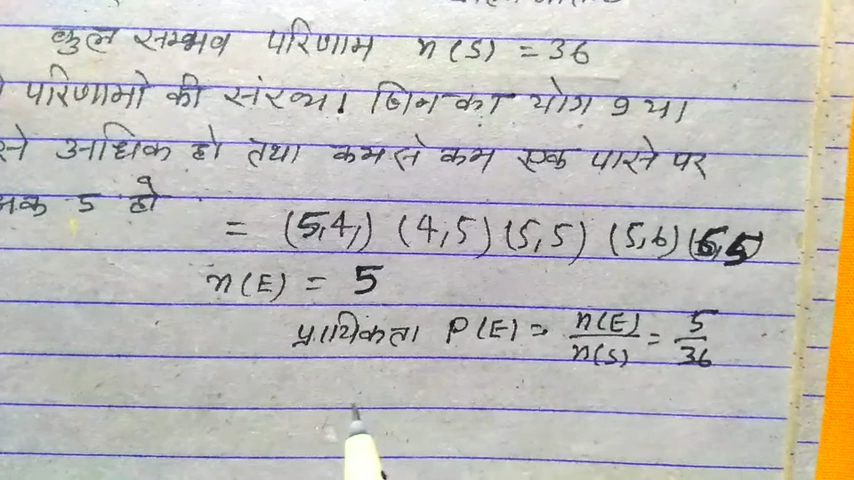 कुल सम्भव परिणाम n(S) = 36
परिणामो की संख्या जिनका योग 9 या
से अधिक हो तथा कम से कम एक पासे पर
अंक 5 हो
= (5,4,) (4,5) (5,5) (5,6) (6,5)
n(E) = 5
प्रायिकता P(E) = n(E)/n(S) = 5/36